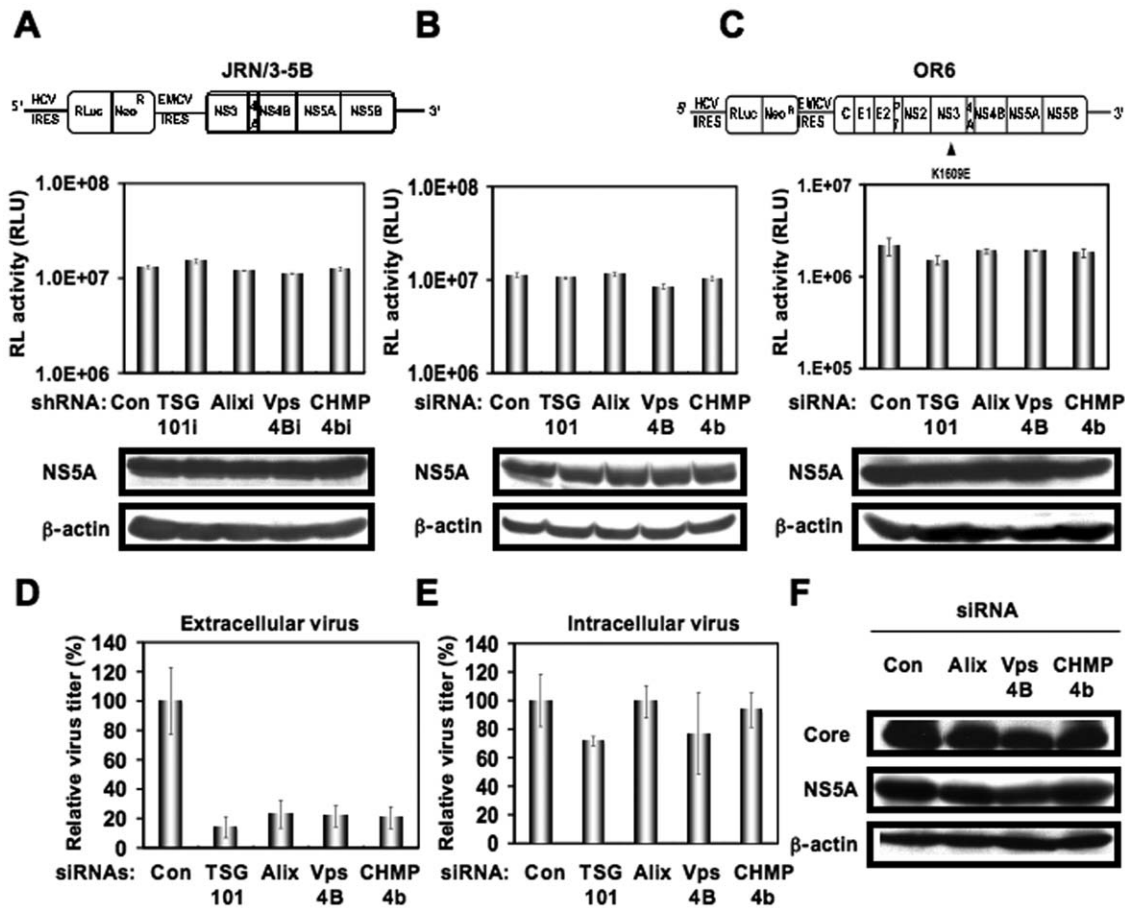 A
JRN/3-5B
5' HCV IRES RLuc Neo R EMCV IRES NS3 NS4B NS5A NS5B 3'
RL activity (RLU)
1.0E+08
1.0E+07
1.0E+06
shRNA: Con TSG 101i Alixi Vps 4Bi CHMP 4bi
NS5A
β-actin
B
RL activity (RLU)
1.0E+08
1.0E+07
1.0E+06
siRNA: Con TSG 101 Alix Vps 4B CHMP 4b
NS5A
β-actin
C
OR6
5' HCV IRES RLuc Neo R EMCV IRES C E1 E2 NS2 NS3 4A NS4B NS5A NS5B 3'
K1609E
RL activity (RLU)
1.E+07
1.E+06
1.E+05
siRNA: Con TSG 101 Alix Vps 4B CHMP 4b
NS5A
β-actin
D
Extracellular virus
Relative virus titer (%)
140
120
100
80
60
40
20
0
siRNAs: Con TSG 101 Alix Vps 4B CHMP 4b
E
Intracellular virus
Relative virus titer (%)
140
120
100
80
60
40
20
0
siRNA: Con TSG 101 Alix Vps 4B CHMP 4b
F
siRNA
Con Alix Vps 4B CHMP 4b
Core
NS5A
β-actin